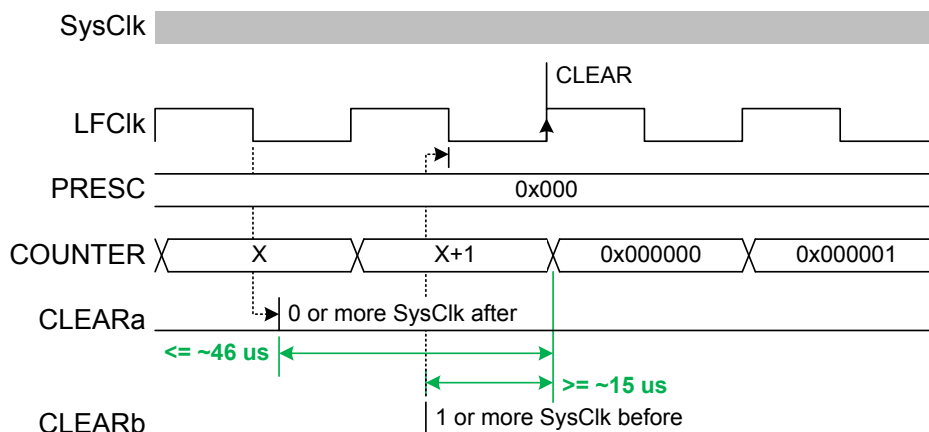 SysClk
CLEAR
LFClk
PRESC
0x000
COUNTER
X
X+1
0x000000
0x000001
CLEARa
0 or more SysClk after
<= ~46 us
>= ~15 us
CLEARb
1 or more SysClk before